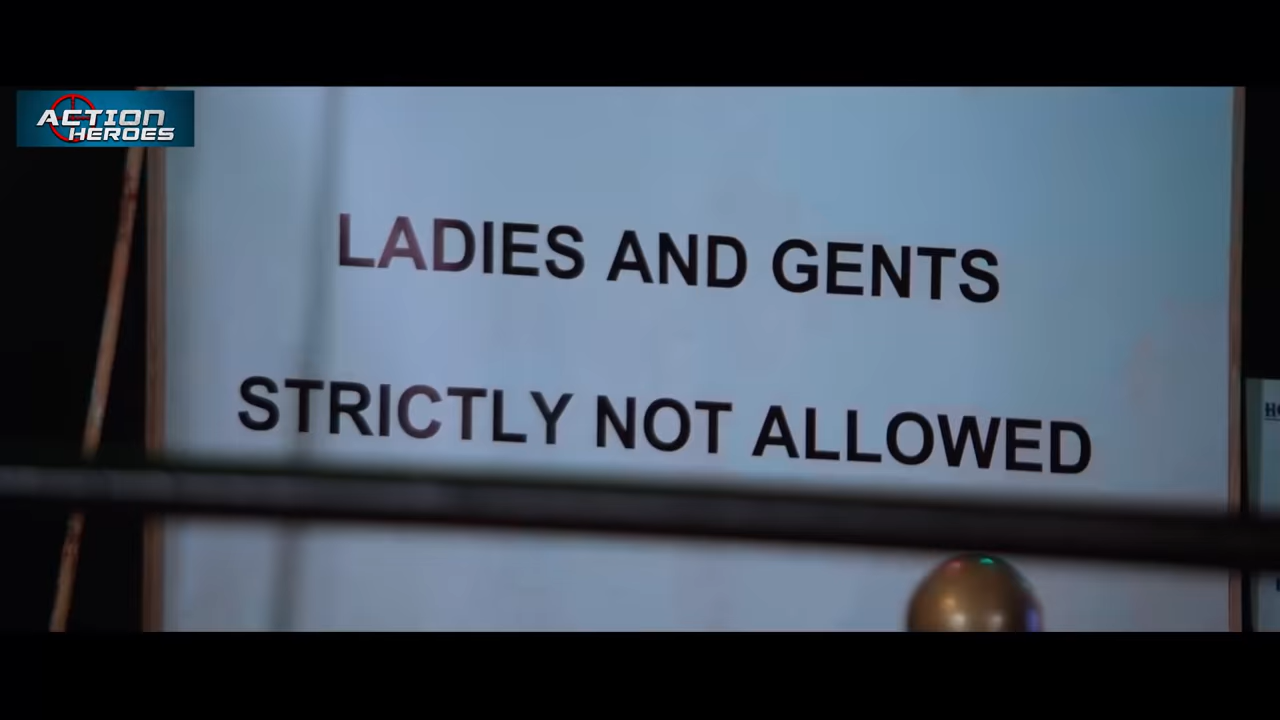 ACTION
HEROES
LADIES AND GENTS
STRICTLY NOT ALLOWED